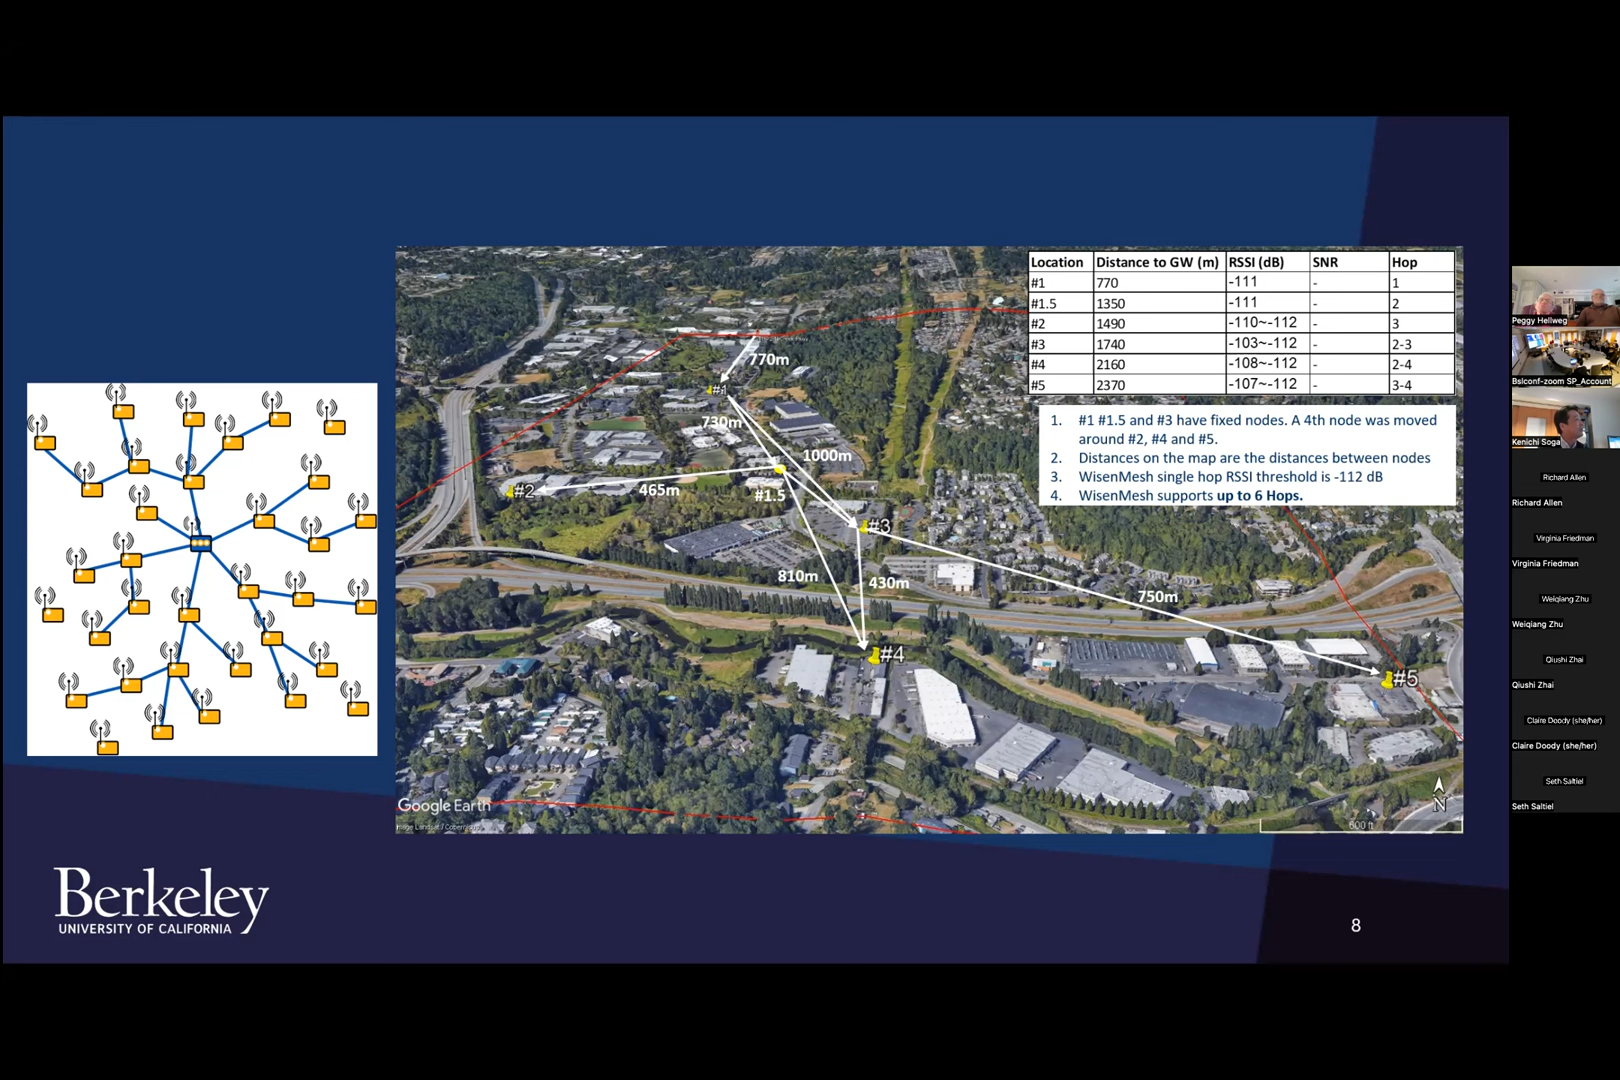 Location Distance to GW (m) RSSI (dB) SNR Hop
#1 770 -111 - 1
#1.5 1350 -111 - 2
#2 1490 -110~-112 - 3
#3 1740 -103~-112 - 2-3
#4 2160 -108~-112 - 2-4
#5 2370 -107~-112 - 3-4
1. #1 #1.5 and #3 have fixed nodes. A 4th node was moved
around #2, #4 and #5.
2. Distances on the map are the distances between nodes
3. WisenMesh single hop RSSI threshold is -112 dB
4. WisenMesh supports up to 6 Hops.
770m
#1
730m
1000m
#2
465m
#1.5
#3
810m
430m
750m
#4
#5
Google Earth
Image Landsat / Copernicus
N
600 ft
Berkeley
UNIVERSITY OF CALIFORNIA
8
Peggy Hellweg
Bslconf-zoom SP_Account
Kenichi Soga
Richard Allen
Richard Allen
Virginia Friedman
Virginia Friedman
Weiqiang Zhu
Weiqiang Zhu
Qiushi Zhai
Qiushi Zhai
Claire Doody (she/her)
Claire Doody (she/her)
Seth Saltiel
Seth Saltiel